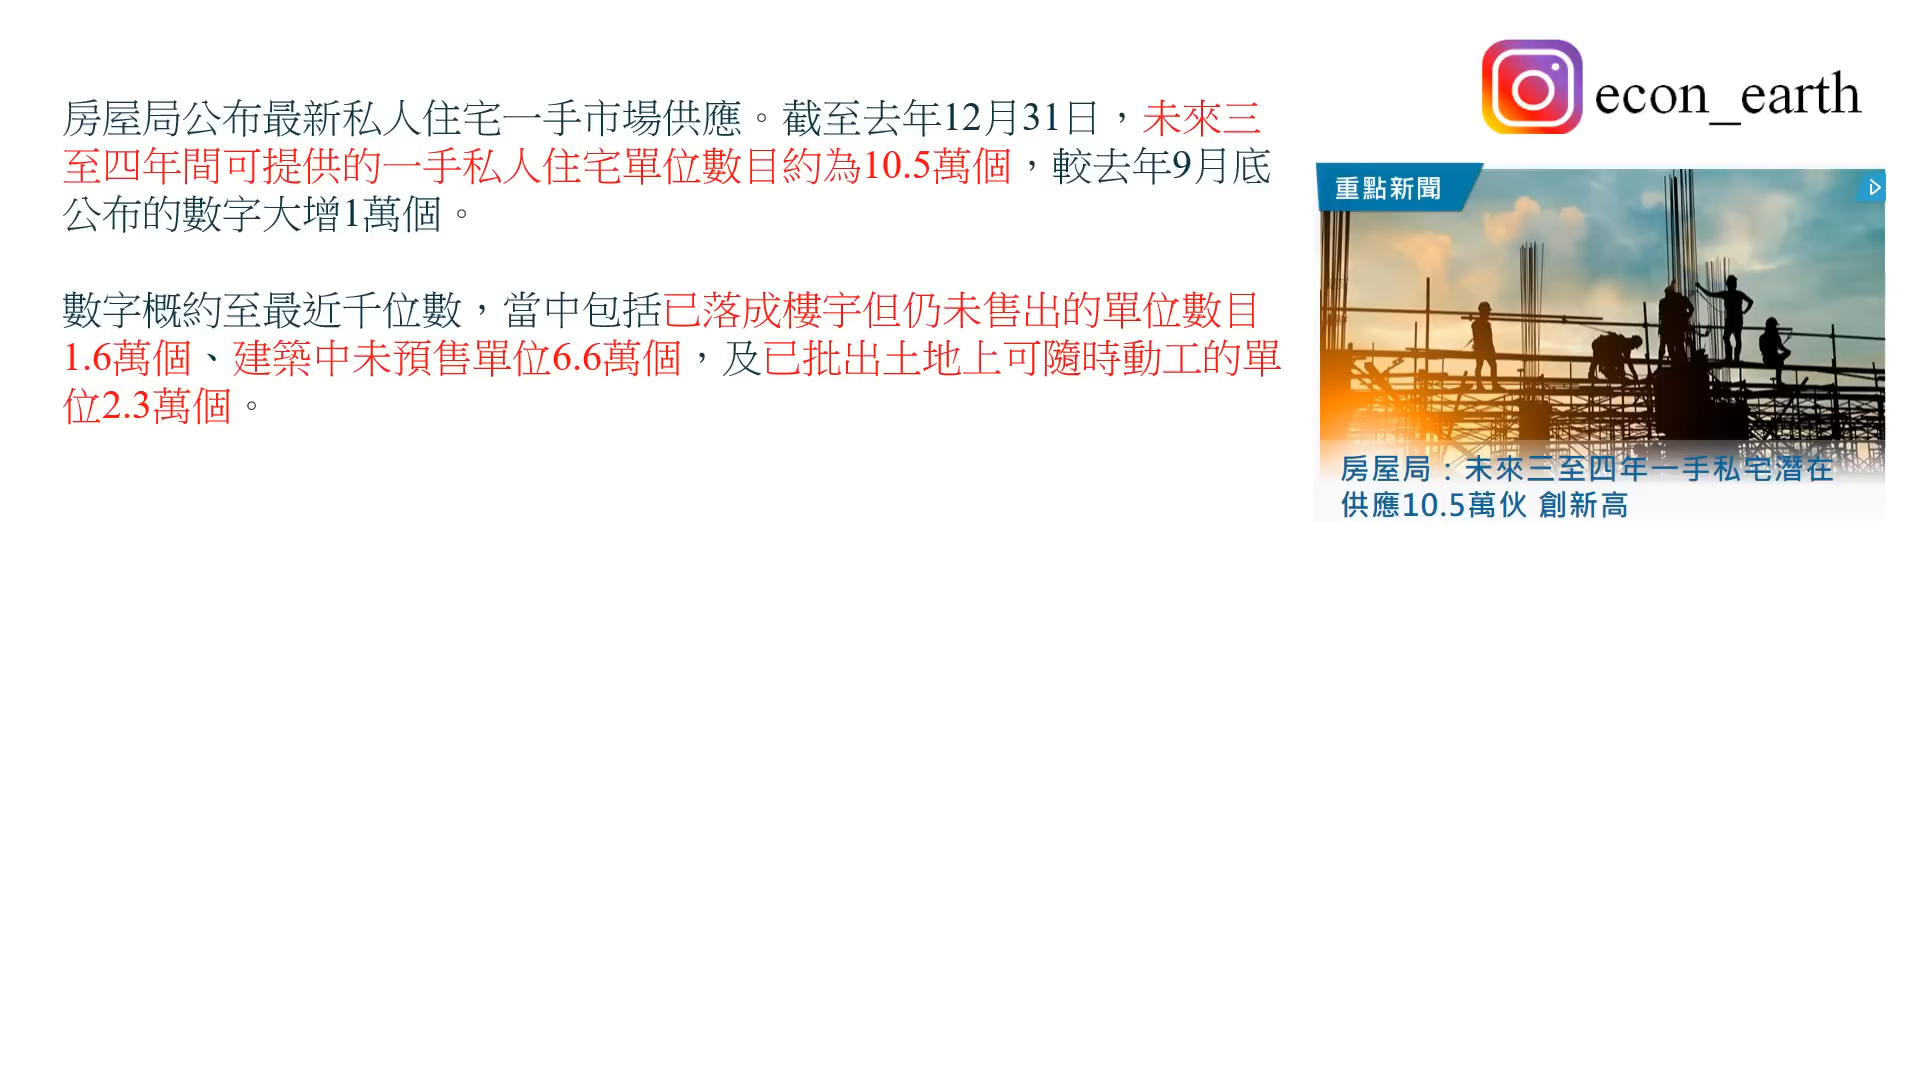 房屋局公布最新私人住宅一手市場供應。截至去年12月31日，未來三
至四年間可提供的一手私人住宅單位數目約為10.5萬個，較去年9月底
公布的數字大增1萬個。
數字概約至最近千位數，當中包括已落成樓宇但仍未售出的單位數目
1.6萬個、建築中未預售單位6.6萬個，及已批出土地上可隨時動工的單
位2.3萬個。
econ_earth
重點新聞
房屋局：未來三至四年一手私宅潛在
供應10.5萬伙 創新高